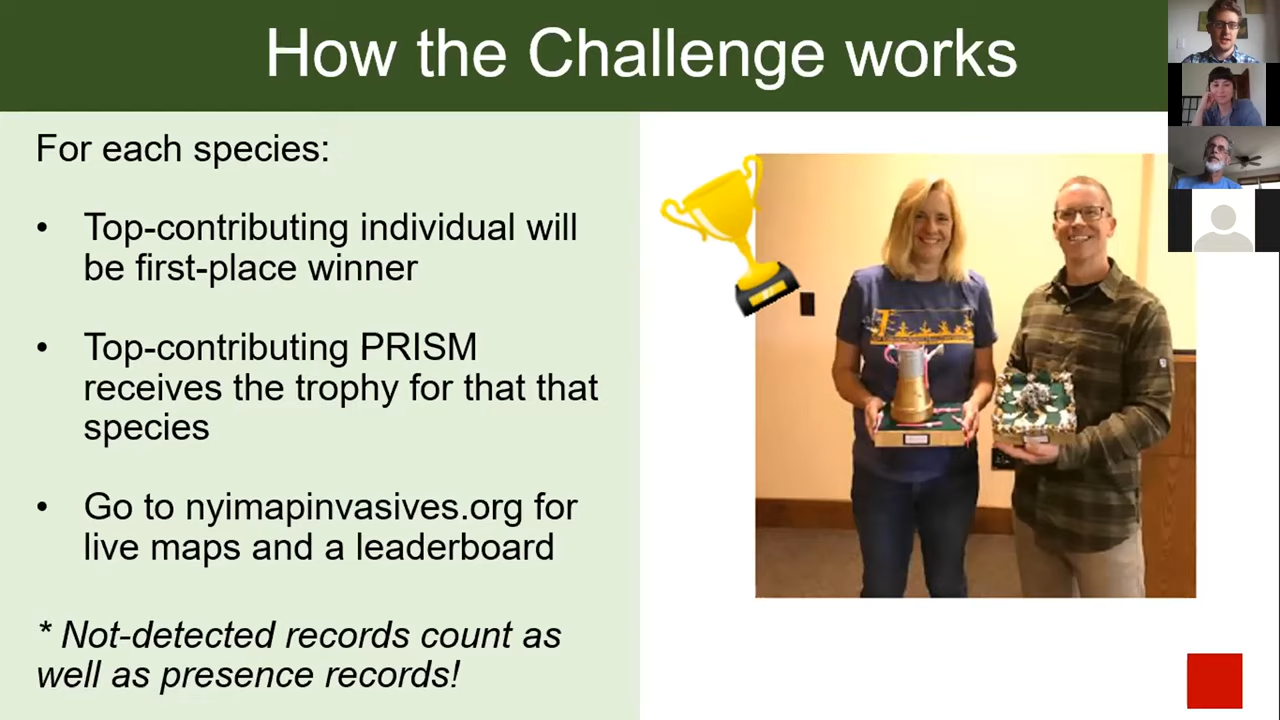 How the Challenge works
For each species:
• Top-contributing individual will
be first-place winner
• Top-contributing PRISM
receives the trophy for that that
species
• Go to nyimapinvasives.org for
live maps and a leaderboard
* Not-detected records count as
well as presence records!